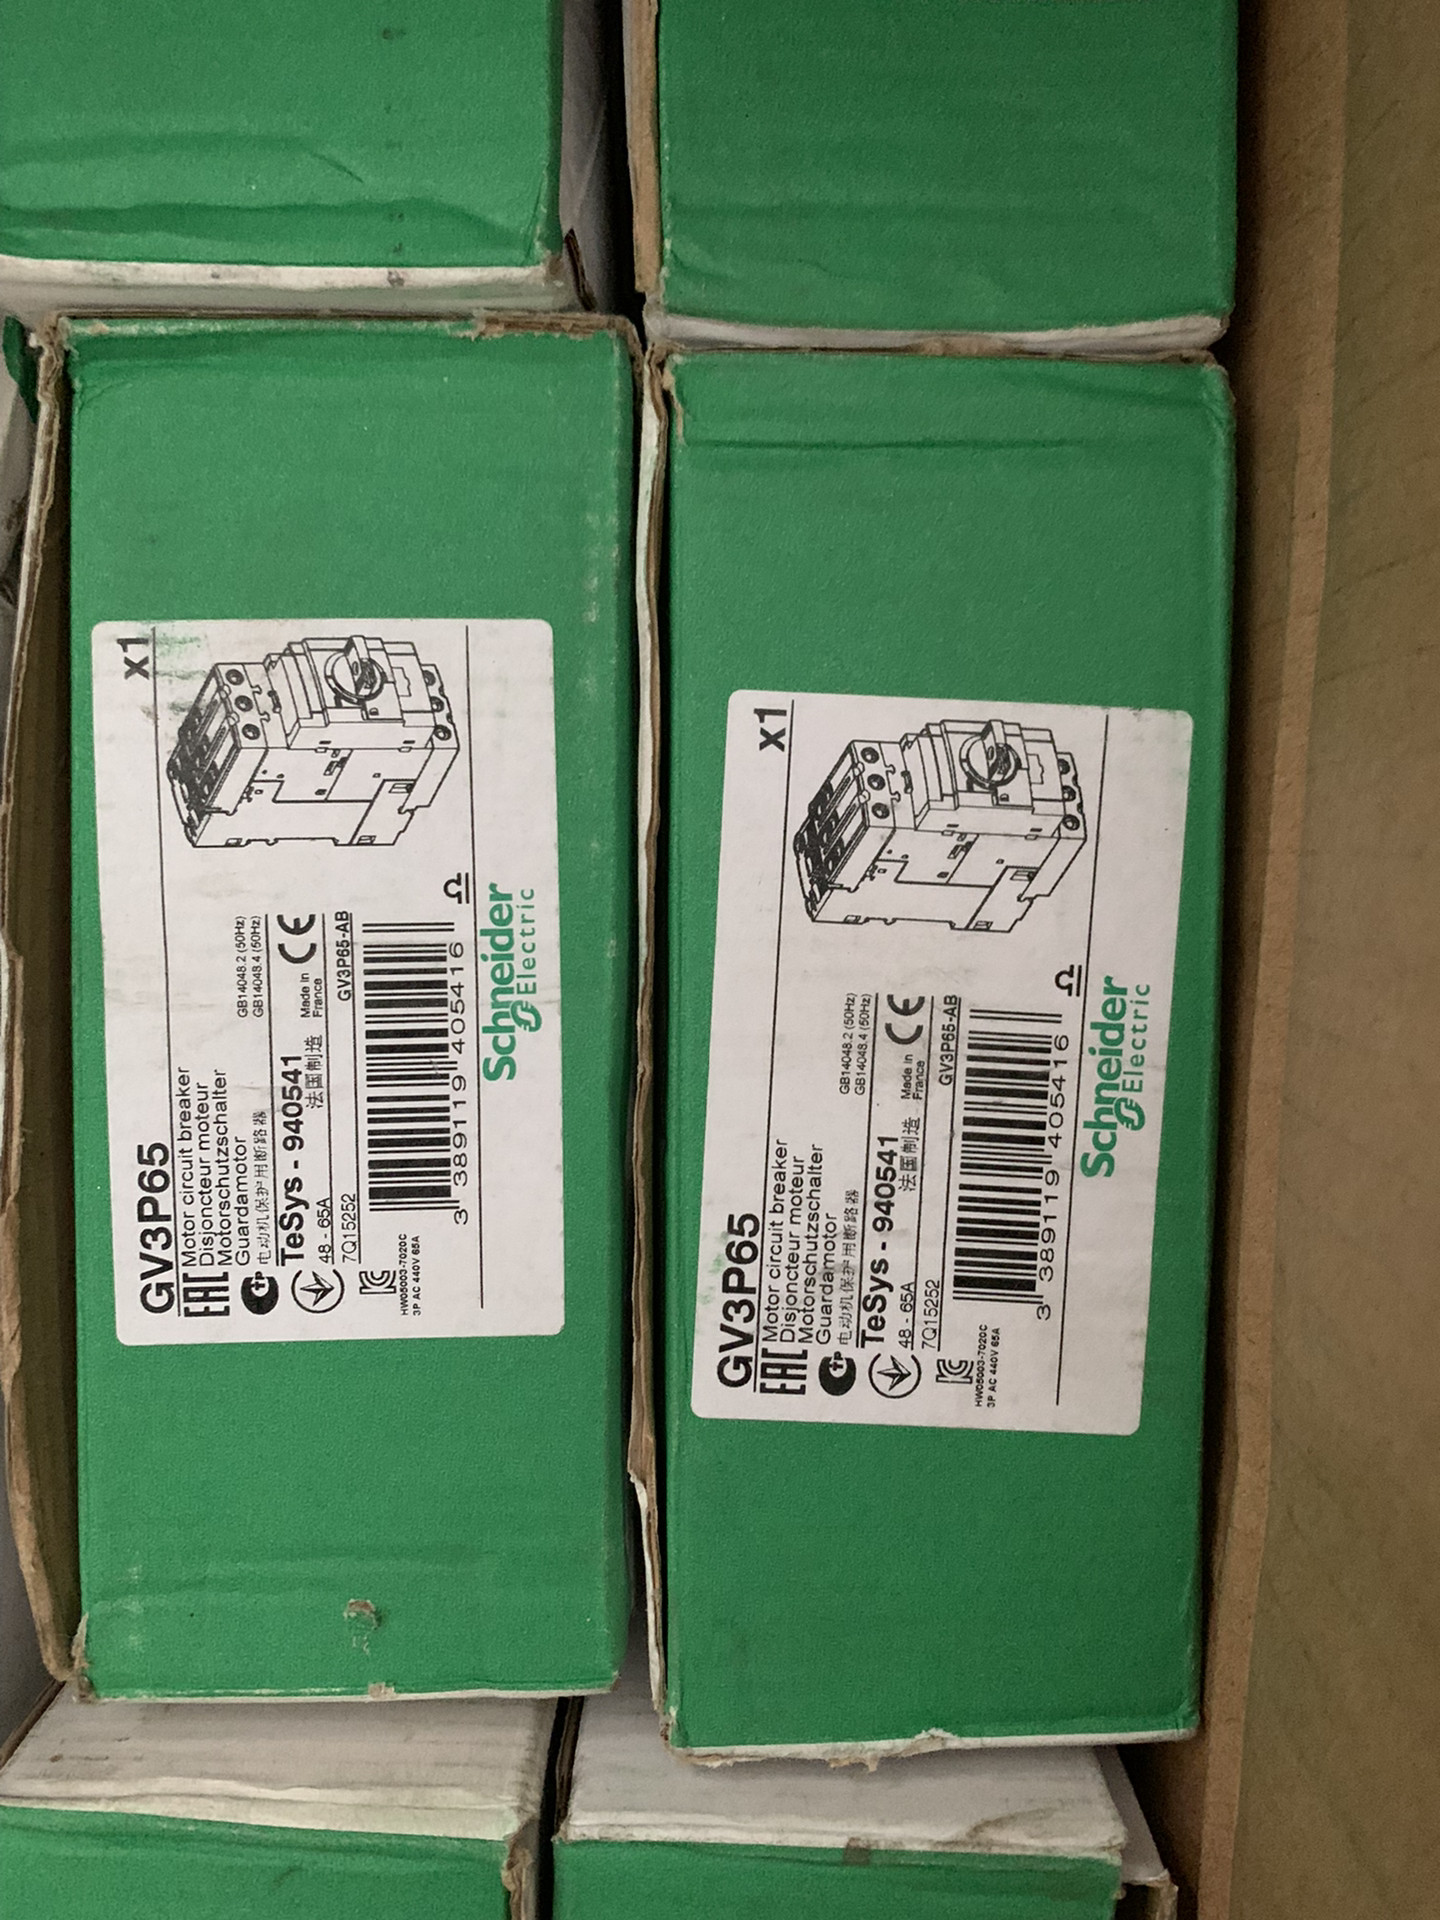 GV3P65
x1
EAC
Motor circuit breaker
Disjoncteur moteur
Motorschutzschalter
Guardamotor
电动机保护用断路器
GB14048.2 (50Hz)
GB14048.4 (50Hz)
TeSys - 940541
48 - 65A
法国制造
Made in
France
CE
7Q15252
GV3P65-AB
HW05003-7020C
3P AC 440V 65A
3 389119 405416
Ω
Schneider
Electric
GV3P65
x1
EAC
Motor circuit breaker
Disjoncteur moteur
Motorschutzschalter
Guardamotor
电动机保护用断路器
GB14048.2 (50Hz)
GB14048.4 (50Hz)
TeSys - 940541
48 - 65A
法国制造
Made in
France
CE
7Q15252
GV3P65-AB
HW05003-7020C
3P AC 440V 65A
3 389119 405416
Ω
Schneider
Electric